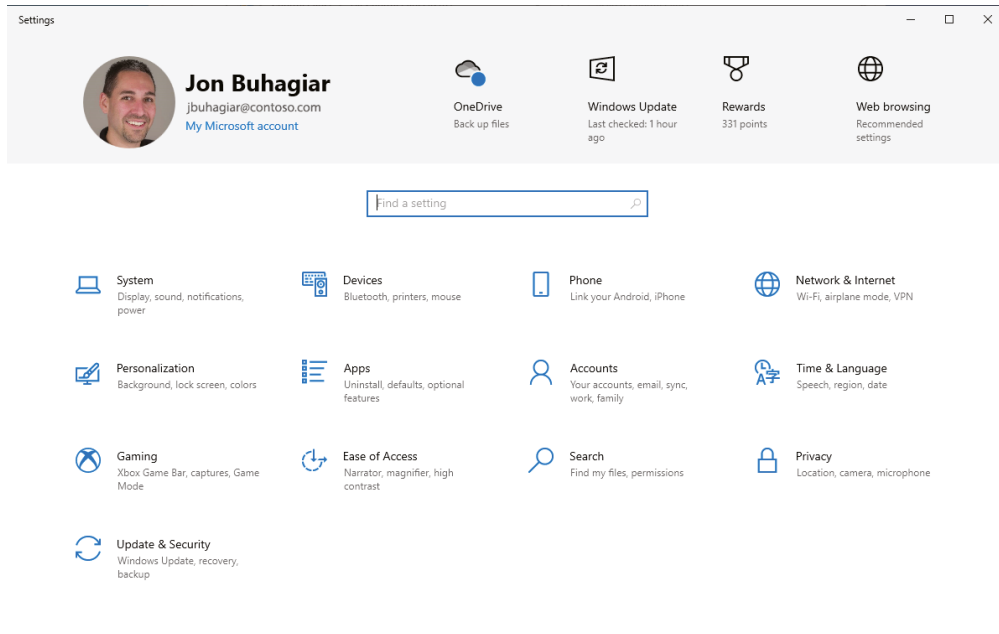 Settings
Jon Buhagiar
jbuhagiar@contoso.com
My Microsoft account
OneDrive
Back up files
Windows Update
Last checked: 1 hour
ago
Rewards
331 points
Web browsing
Recommended
settings
Find a setting
System
Display, sound, notifications,
power
Devices
Bluetooth, printers, mouse
Phone
Link your Android, iPhone
Network & Internet
Wi-Fi, airplane mode, VPN
Personalization
Background, lock screen, colors
Apps
Uninstall, defaults, optional
features
Accounts
Your accounts, email, sync,
work, family
Time & Language
Speech, region, date
Gaming
Xbox Game Bar, captures, Game
Mode
Ease of Access
Narrator, magnifier, high
contrast
Search
Find my files, permissions
Privacy
Location, camera, microphone
Update & Security
Windows Update, recovery,
backup